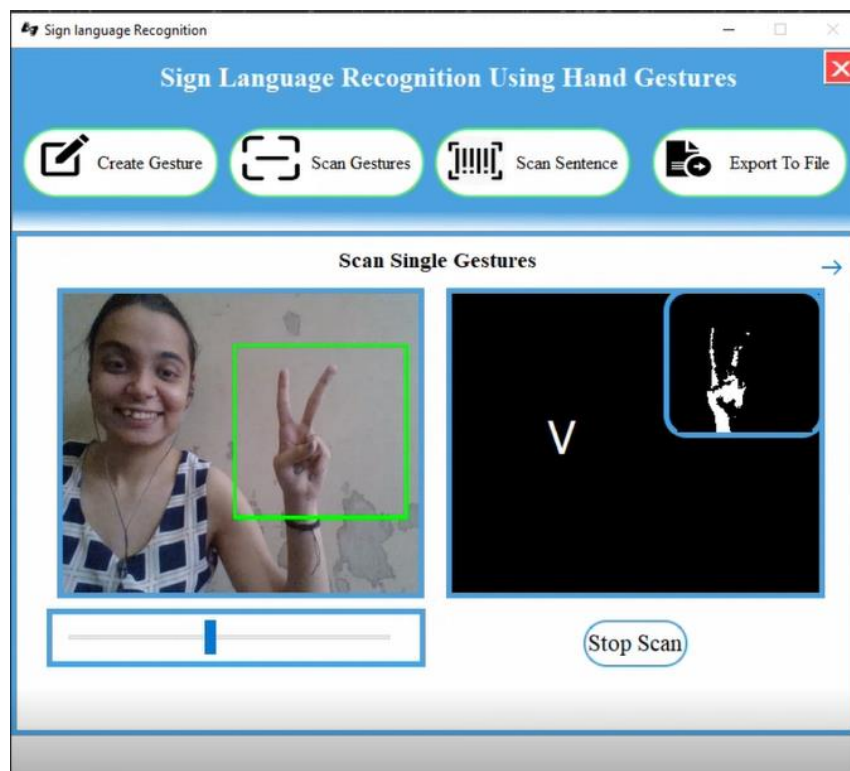 Sign language Recognition
Sign Language Recognition Using Hand Gestures
Create Gesture
Scan Gestures
Scan Sentence
Export To File
Scan Single Gestures
V
Stop Scan